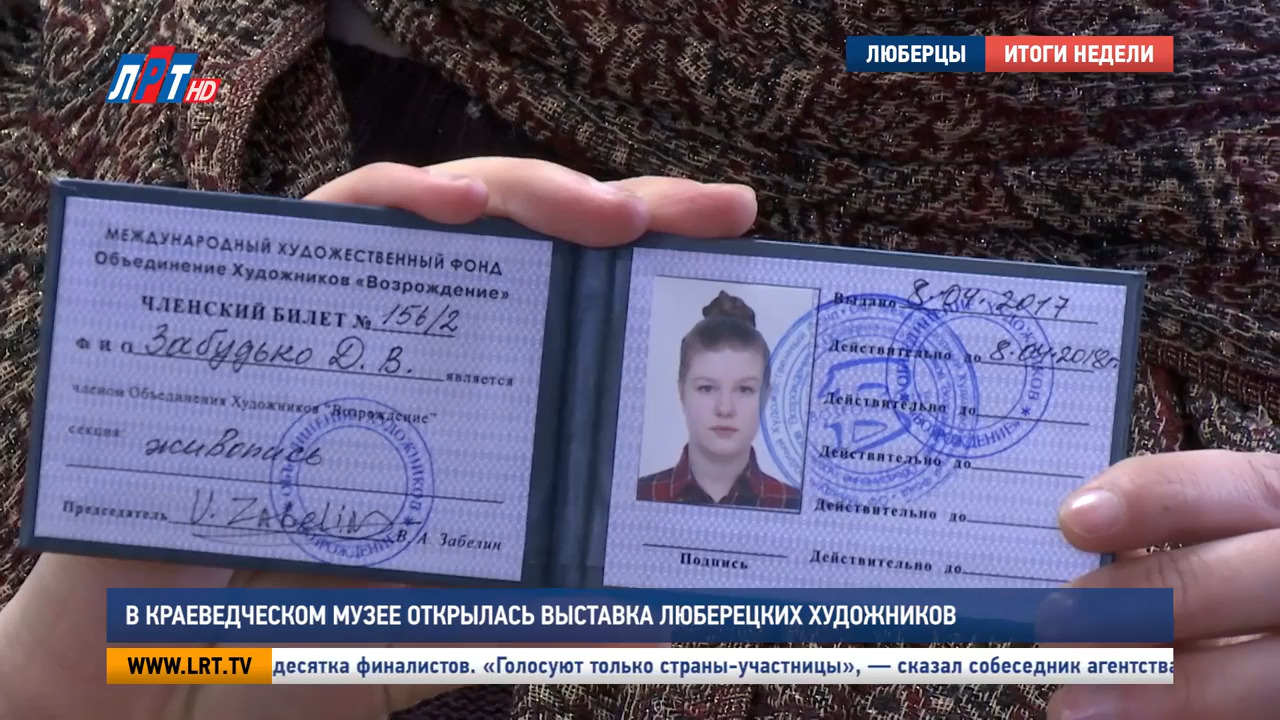 ЛРТ HD
ЛЮБЕРЦЫ ИТОГИ НЕДЕЛИ
МЕЖДУНАРОДНЫЙ ХУДОЖЕСТВЕННЫЙ ФОНД
Объединение Художников «Возрождение»
ЧЛЕНСКИЙ БИЛЕТ № 156/2
Ф И О Забудько Д. В. является
членом Объединения Художников "Возрождение"
секция: живопись
Председатель V. Zabelin В. А. Забелин
Выдано 8.04.2017
Действительно до 8.04.2018г.
Действительно до
Действительно до
Действительно до
Действительно до
Подпись Действительно до
В КРАЕВЕДЧЕСКОМ МУЗЕЕ ОТКРЫЛАСЬ ВЫСТАВКА ЛЮБЕРЕЦКИХ ХУДОЖНИКОВ
WWW.LRT.TV десятка финалистов. «Голосуют только страны-участницы», — сказал собеседник агентства